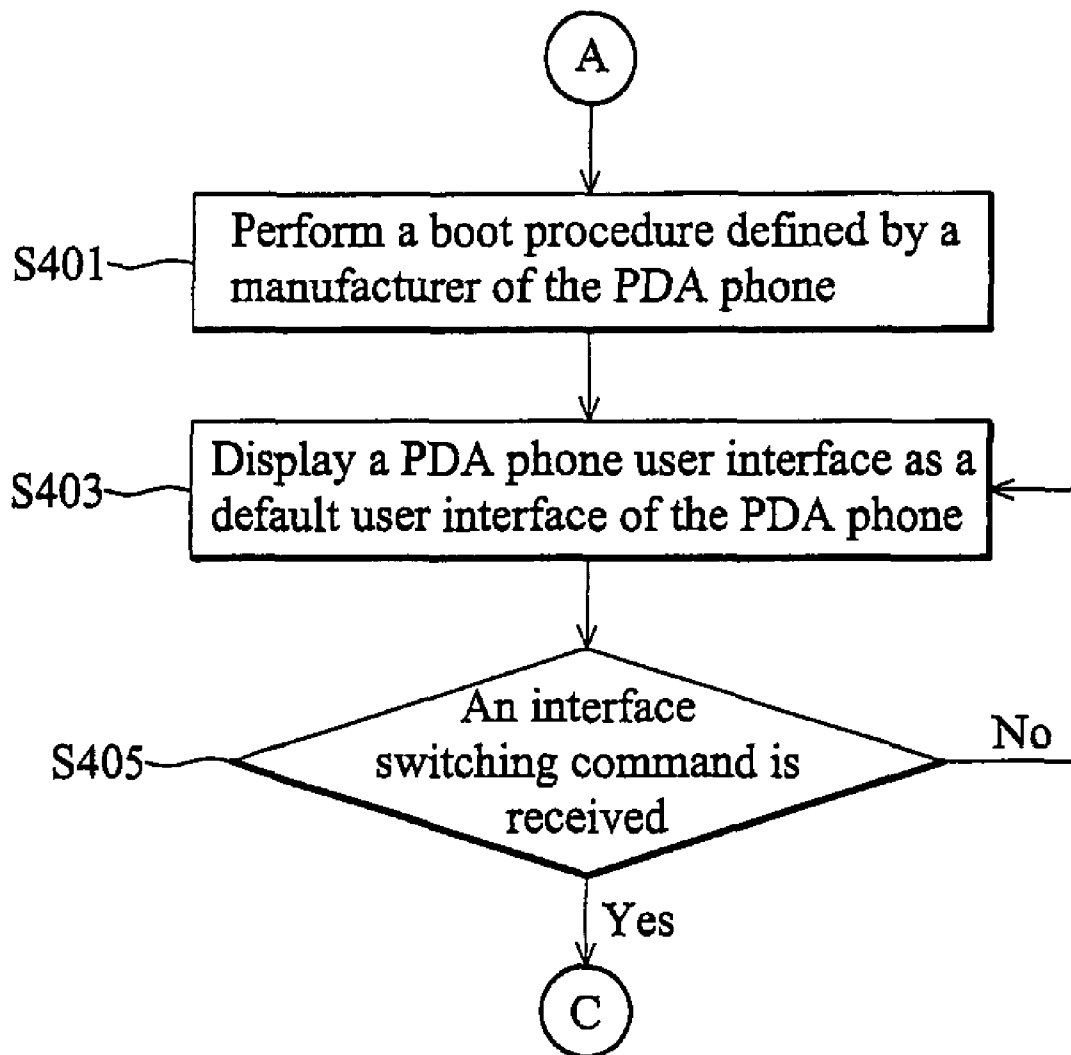 A
S401
Perform a boot procedure defined by a
manufacturer of the PDA phone
S403
Display a PDA phone user interface as a
default user interface of the PDA phone
S405
An interface
switching command is
received
No
Yes
C